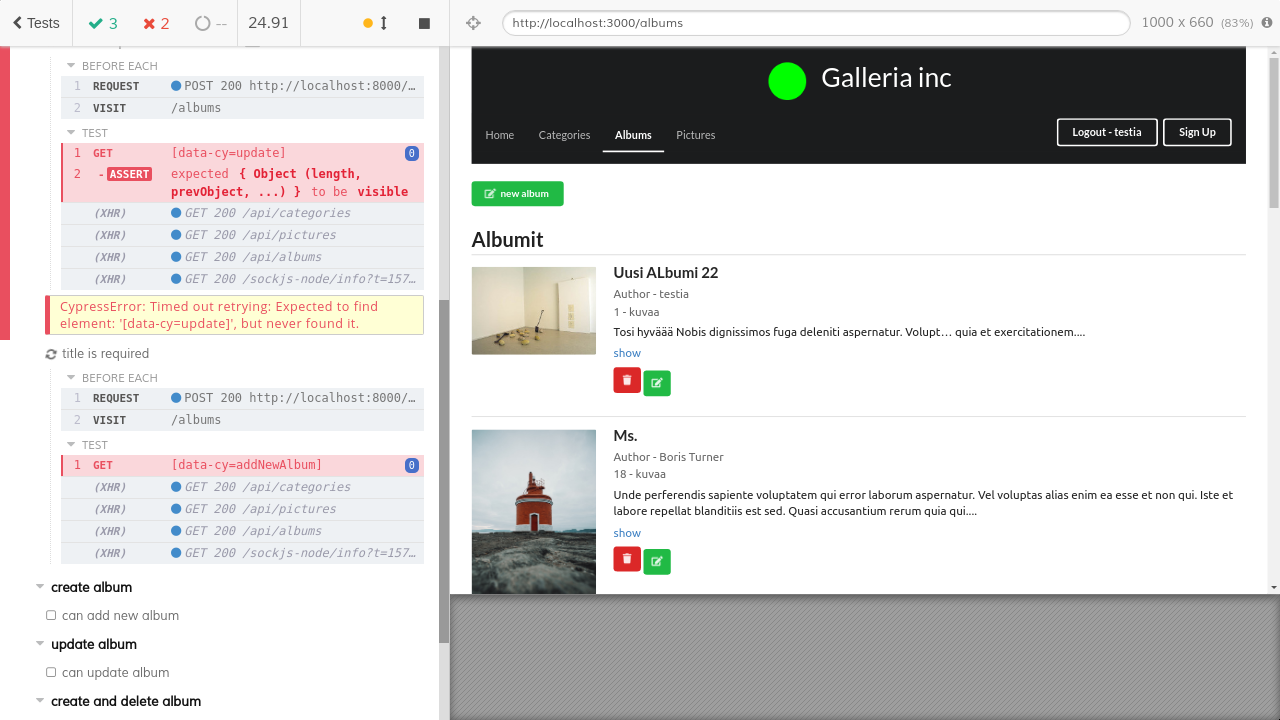 Tests
3
2
--
24.91
http://localhost:3000/albums
1000 x 660 (83%)
BEFORE EACH
1 REQUEST POST 200 http://localhost:8000/…
2 VISIT /albums
TEST
1 GET [data-cy=update] 0
2 - ASSERT expected { Object (length,
prevObject, ...) } to be visible
(XHR) GET 200 /api/categories
(XHR) GET 200 /api/pictures
(XHR) GET 200 /api/albums
(XHR) GET 200 /sockjs-node/info?t=157…
CypressError: Timed out retrying: Expected to find
element: '[data-cy=update]', but never found it.
title is required
BEFORE EACH
1 REQUEST POST 200 http://localhost:8000/…
2 VISIT /albums
TEST
1 GET [data-cy=addNewAlbum] 0
(XHR) GET 200 /api/categories
(XHR) GET 200 /api/pictures
(XHR) GET 200 /api/albums
(XHR) GET 200 /sockjs-node/info?t=157…
create album
can add new album
update album
can update album
create and delete album
Galleria inc
Home Categories Albums Pictures
Logout - testia Sign Up
new album
Albumit
Uusi ALbumi 22
Author - testia
1 - kuvaa
Tosi hyväää Nobis dignissimos fuga deleniti aspernatur. Volupt… quia et exercitationem....
show
Ms.
Author - Boris Turner
18 - kuvaa
Unde perferendis sapiente voluptatem qui error laborum aspernatur. Vel voluptas alias enim ea esse et non qui. Iste et
labore repellat blanditiis est sed. Quasi accusantium rerum quia qui....
show